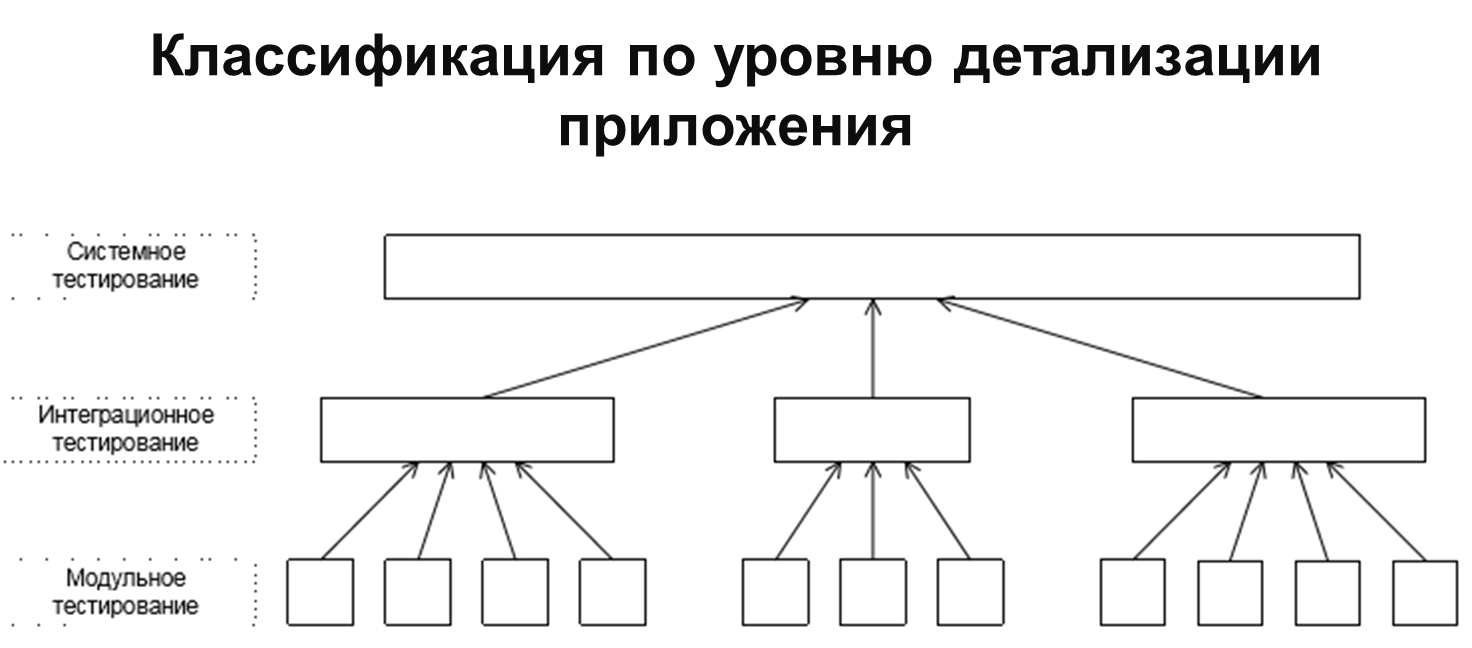 Классификация по уровню детализации
приложения
Системное
тестирование
Интеграционное
тестирование
Модульное
тестирование